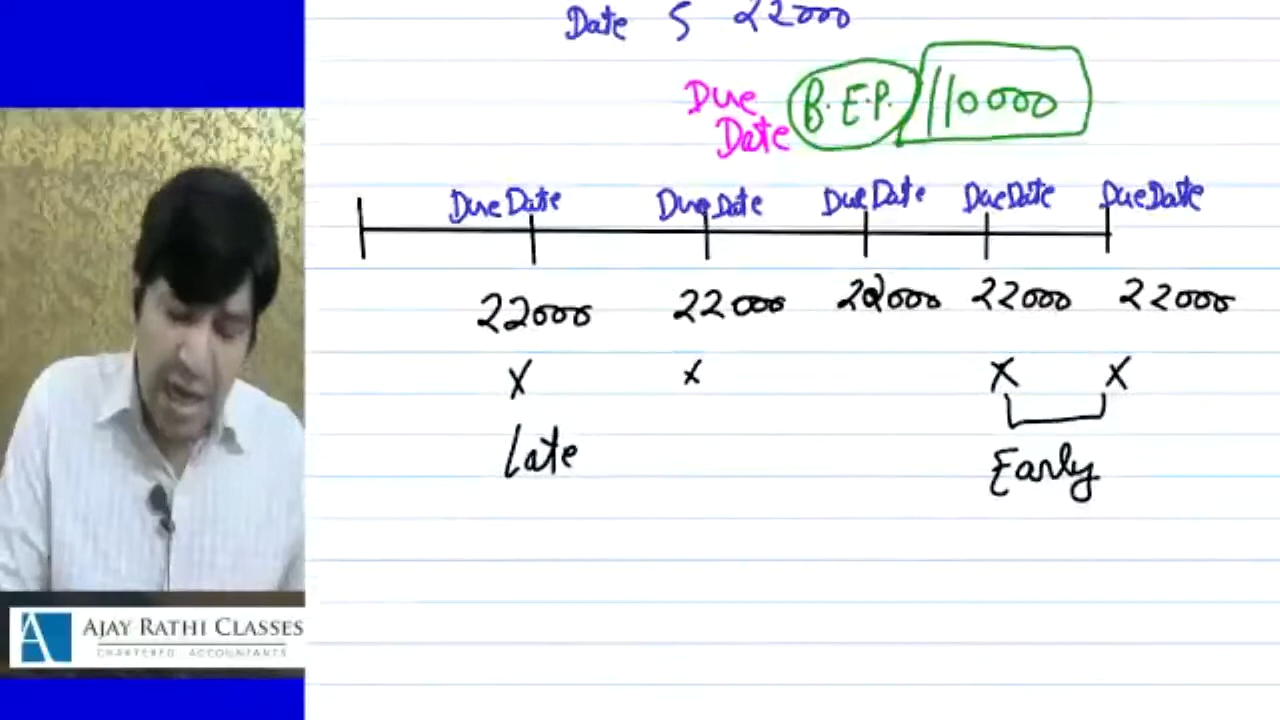 Date 5 22000
Due Date B.E.P. 110000
Due Date Due Date Due Date Due Date Due Date
22000 22000 22000 22000 22000
x x x x
Late Early
AJAY RATHI CLASSES
CHARTERED ACCOUNTANTS